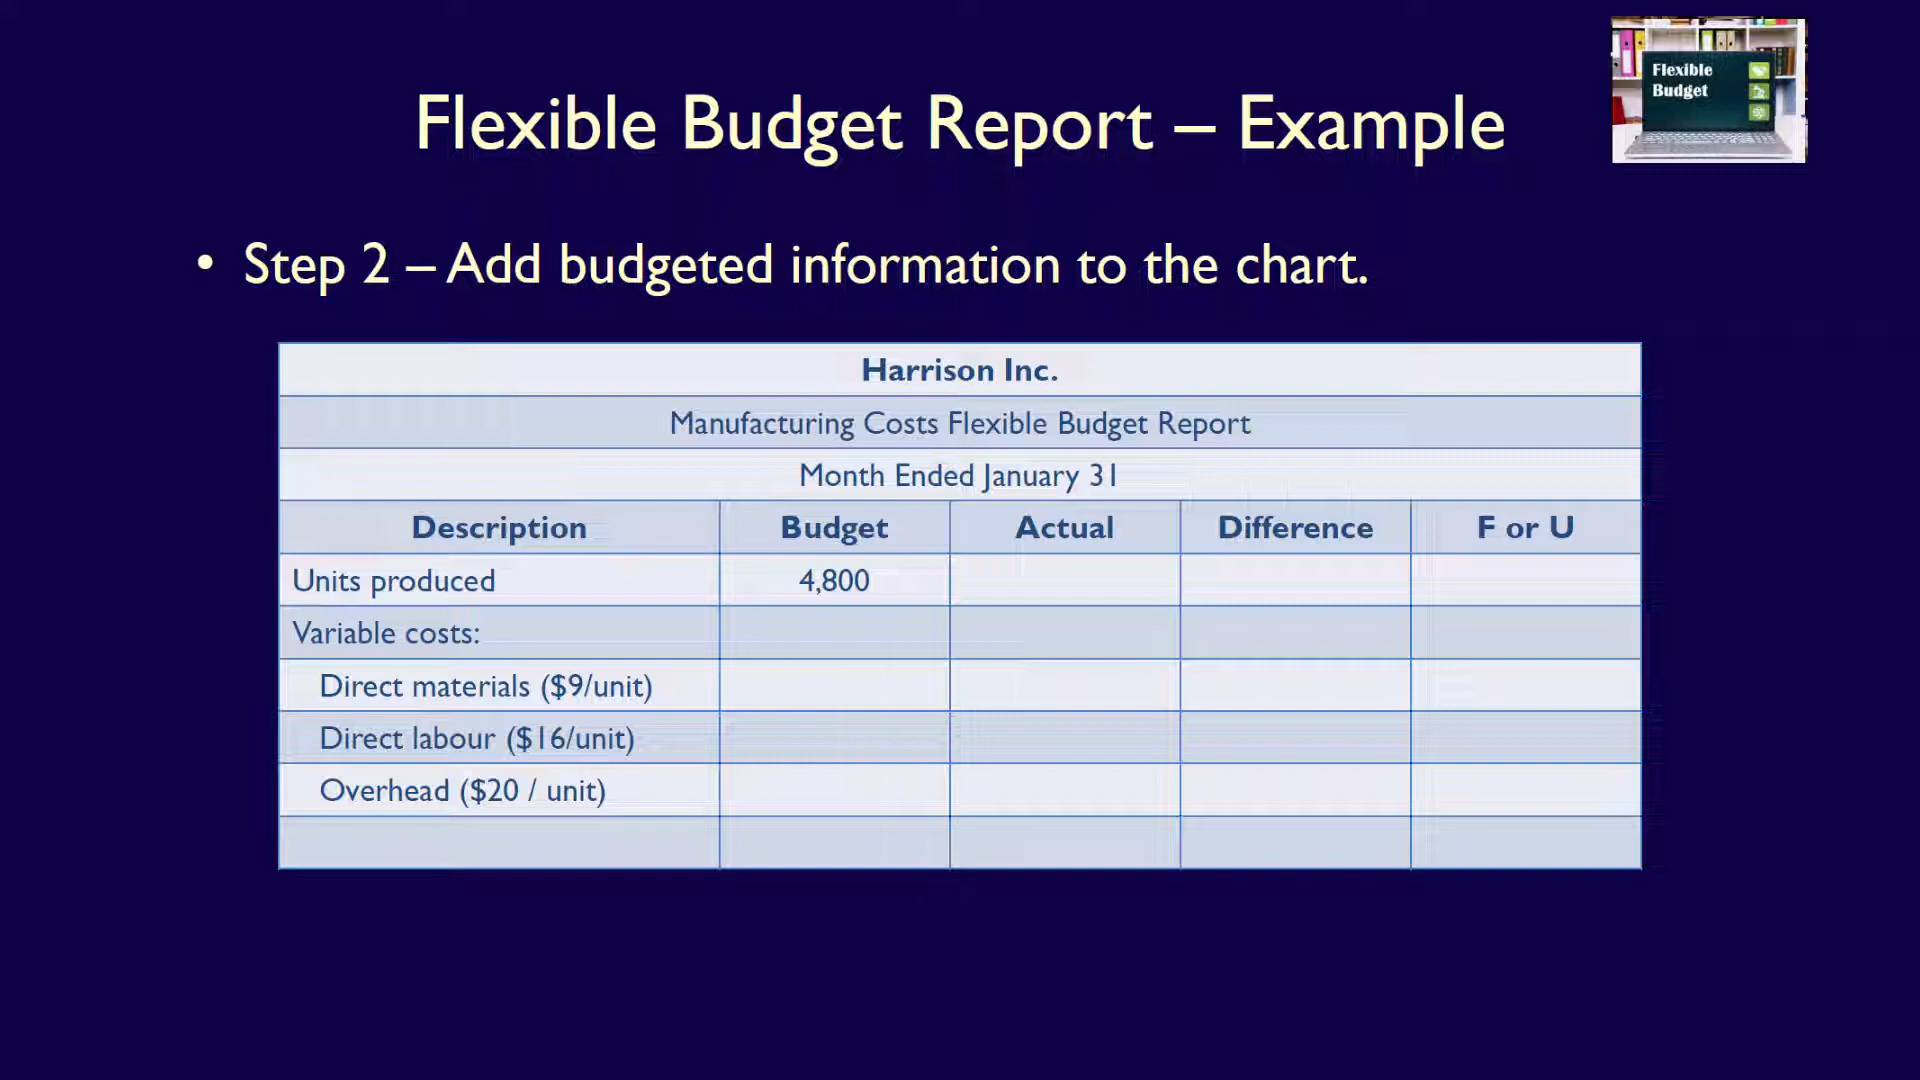 Flexible
Budget
Flexible Budget Report – Example
• Step 2 – Add budgeted information to the chart.
Harrison Inc.
Manufacturing Costs Flexible Budget Report
Month Ended January 31
Description Budget Actual Difference F or U
Units produced 4,800
Variable costs:
Direct materials ($9/unit)
Direct labour ($16/unit)
Overhead ($20 / unit)